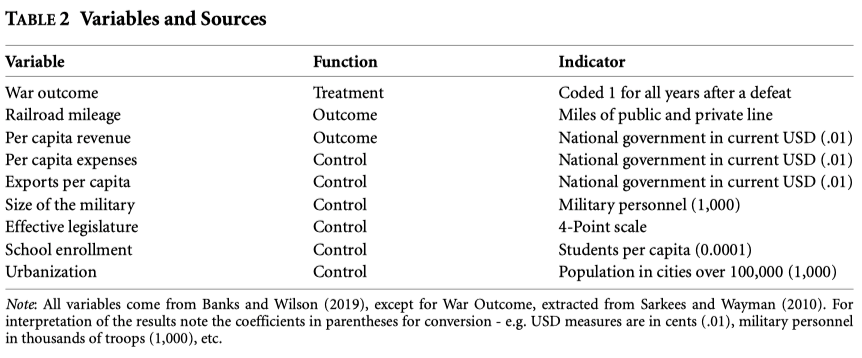 TABLE 2 Variables and Sources
Variable Function Indicator
War outcome Treatment Coded 1 for all years after a defeat
Railroad mileage Outcome Miles of public and private line
Per capita revenue Outcome National government in current USD (.01)
Per capita expenses Control National government in current USD (.01)
Exports per capita Control National government in current USD (.01)
Size of the military Control Military personnel (1,000)
Effective legislature Control 4-Point scale
School enrollment Control Students per capita (0.0001)
Urbanization Control Population in cities over 100,000 (1,000)
Note: All variables come from Banks and Wilson (2019), except for War Outcome, extracted from Sarkees and Wayman (2010). For
interpretation of the results note the coefficients in parentheses for conversion - e.g. USD measures are in cents (.01), military personnel
in thousands of troops (1,000), etc.